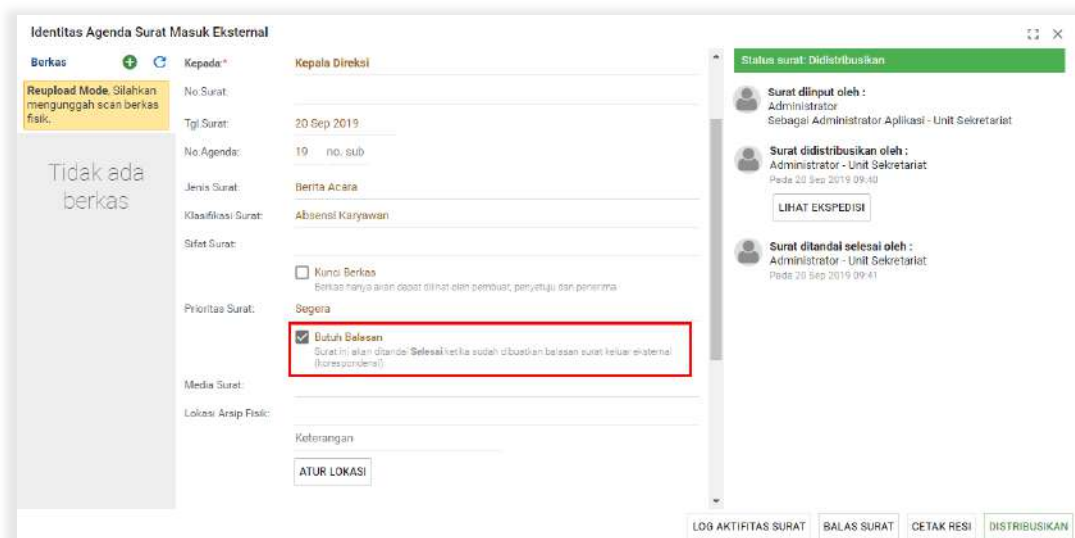 Identitas Agenda Surat Masuk Eksternal
Berkas
Reupload Mode, Silahkan
mengunggah scan berkas
fisik.
Tidak ada
berkas
Kepada:*
Kepala Direksi
No.Surat:
Tgl.Surat:
20 Sep 2019
No.Agenda:
19 no. sub
Jenis Surat:
Berita Acara
Klasifikasi Surat:
Absensi Karyawan
Sifat Surat:
Kunci Berkas
Berkas hanya akan dapat dilihat oleh pembuat, penyetuju dan penerima
Prioritas Surat:
Segera
Butuh Balasan
Surat ini akan ditandai Selesai ketika sudah dibuatkan balasan surat keluar eksternal
(korespondensi).
Media Surat:
Lokasi Arsip Fisik:
Keterangan
ATUR LOKASI
Status surat: Didistribusikan
Surat diinput oleh :
Administrator
Sebagai Administrator Aplikasi - Unit Sekretariat
Surat didistribusikan oleh :
Administrator - Unit Sekretariat
Pada 20 Sep 2019 09:40
LIHAT EKSPEDISI
Surat ditandai selesai oleh :
Administrator - Unit Sekretariat
Pada 20 Sep 2019 09:41
LOG AKTIFITAS SURAT
BALAS SURAT
CETAK RESI
DISTRIBUSIKAN